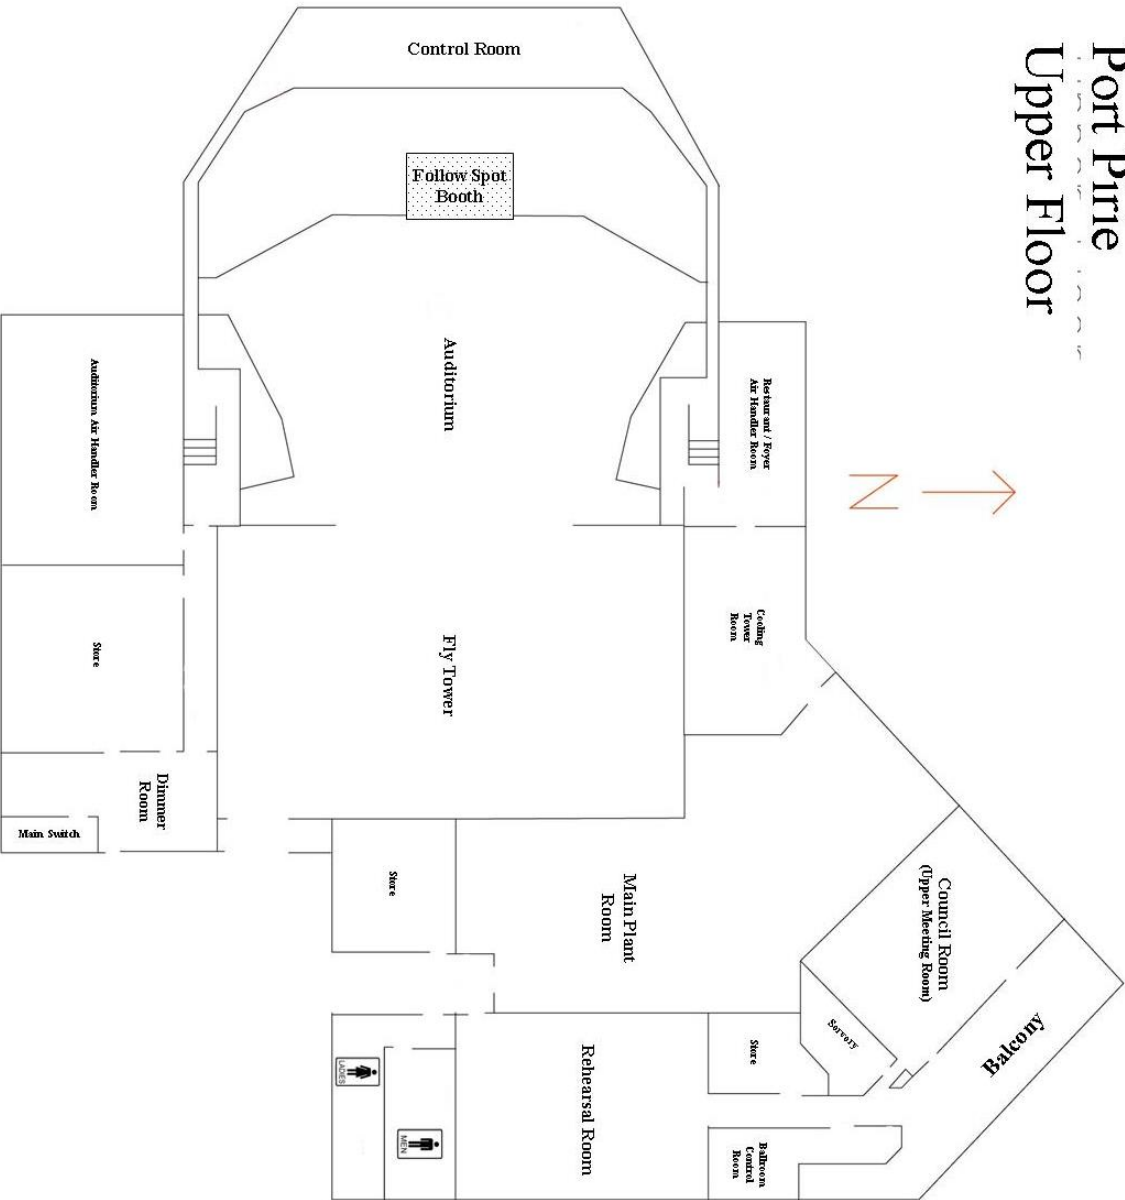 Port Pirie
Upper Floor
Control Room
Follow Spot
Booth
Auditorium
Auditorium Air Handler Room
Restaurant / Foyer
Air Handler Room
N
Store
Fly Tower
Cooling
Tower
Room
Dimmer
Room
Main Switch
Store
Main Plant
Room
Council Room
(Upper Meeting Room)
Servery
Balcony
Store
Rehearsal Room
LADIES
MEN
Ballroom
Control
Room